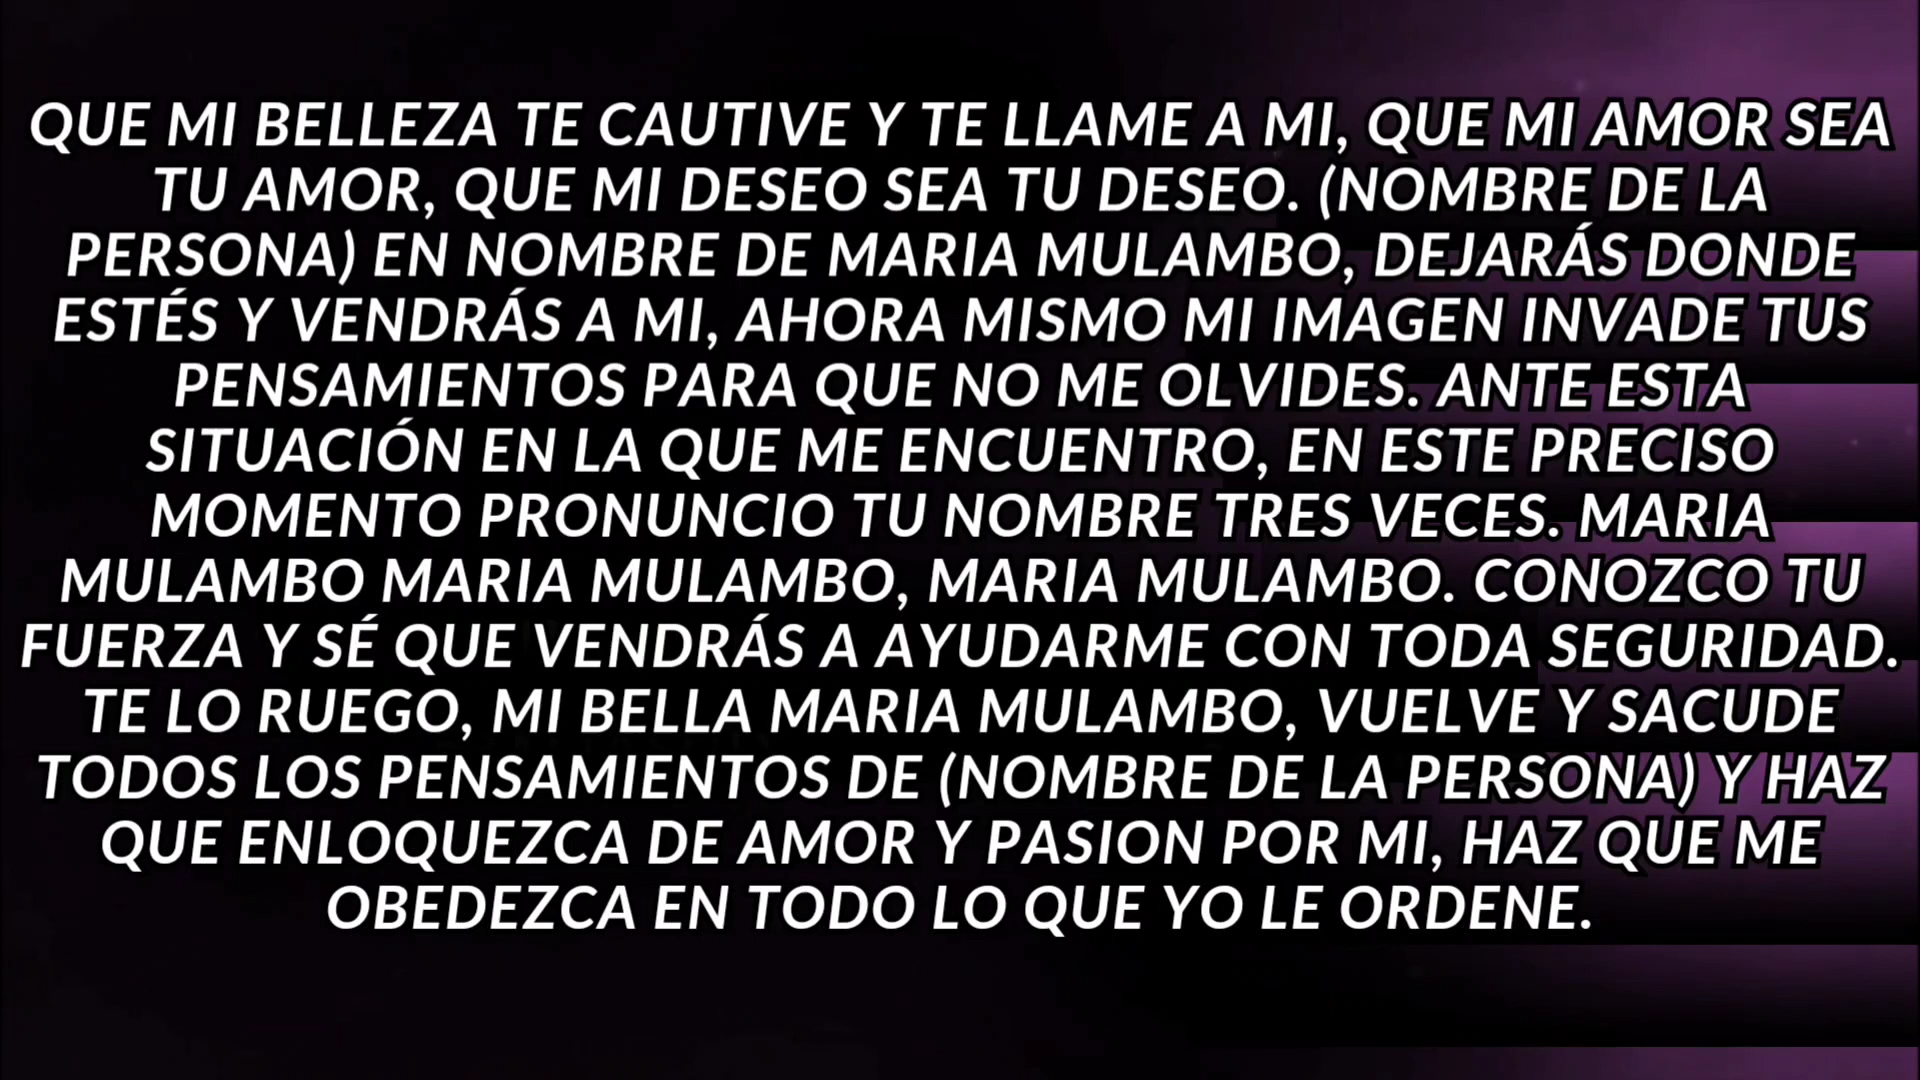 QUE MI BELLEZA TE CAUTIVE Y TE LLAME A MI, QUE MI AMOR SEA
TU AMOR, QUE MI DESEO SEA TU DESEO. (NOMBRE DE LA
PERSONA) EN NOMBRE DE MARIA MULAMBO, DEJARÁS DONDE
ESTÉS Y VENDRÁS A MI, AHORA MISMO MI IMAGEN INVADE TUS
PENSAMIENTOS PARA QUE NO ME OLVIDES. ANTE ESTA
SITUACIÓN EN LA QUE ME ENCUENTRO, EN ESTE PRECISO
MOMENTO PRONUNCIO TU NOMBRE TRES VECES. MARIA
MULAMBO MARIA MULAMBO, MARIA MULAMBO. CONOZCO TU
FUERZA Y SÉ QUE VENDRÁS A AYUDARME CON TODA SEGURIDAD.
TE LO RUEGO, MI BELLA MARIA MULAMBO, VUELVE Y SACUDE
TODOS LOS PENSAMIENTOS DE (NOMBRE DE LA PERSONA) Y HAZ
QUE ENLOQUEZCA DE AMOR Y PASION POR MI, HAZ QUE ME
OBEDEZCA EN TODO LO QUE YO LE ORDENE.